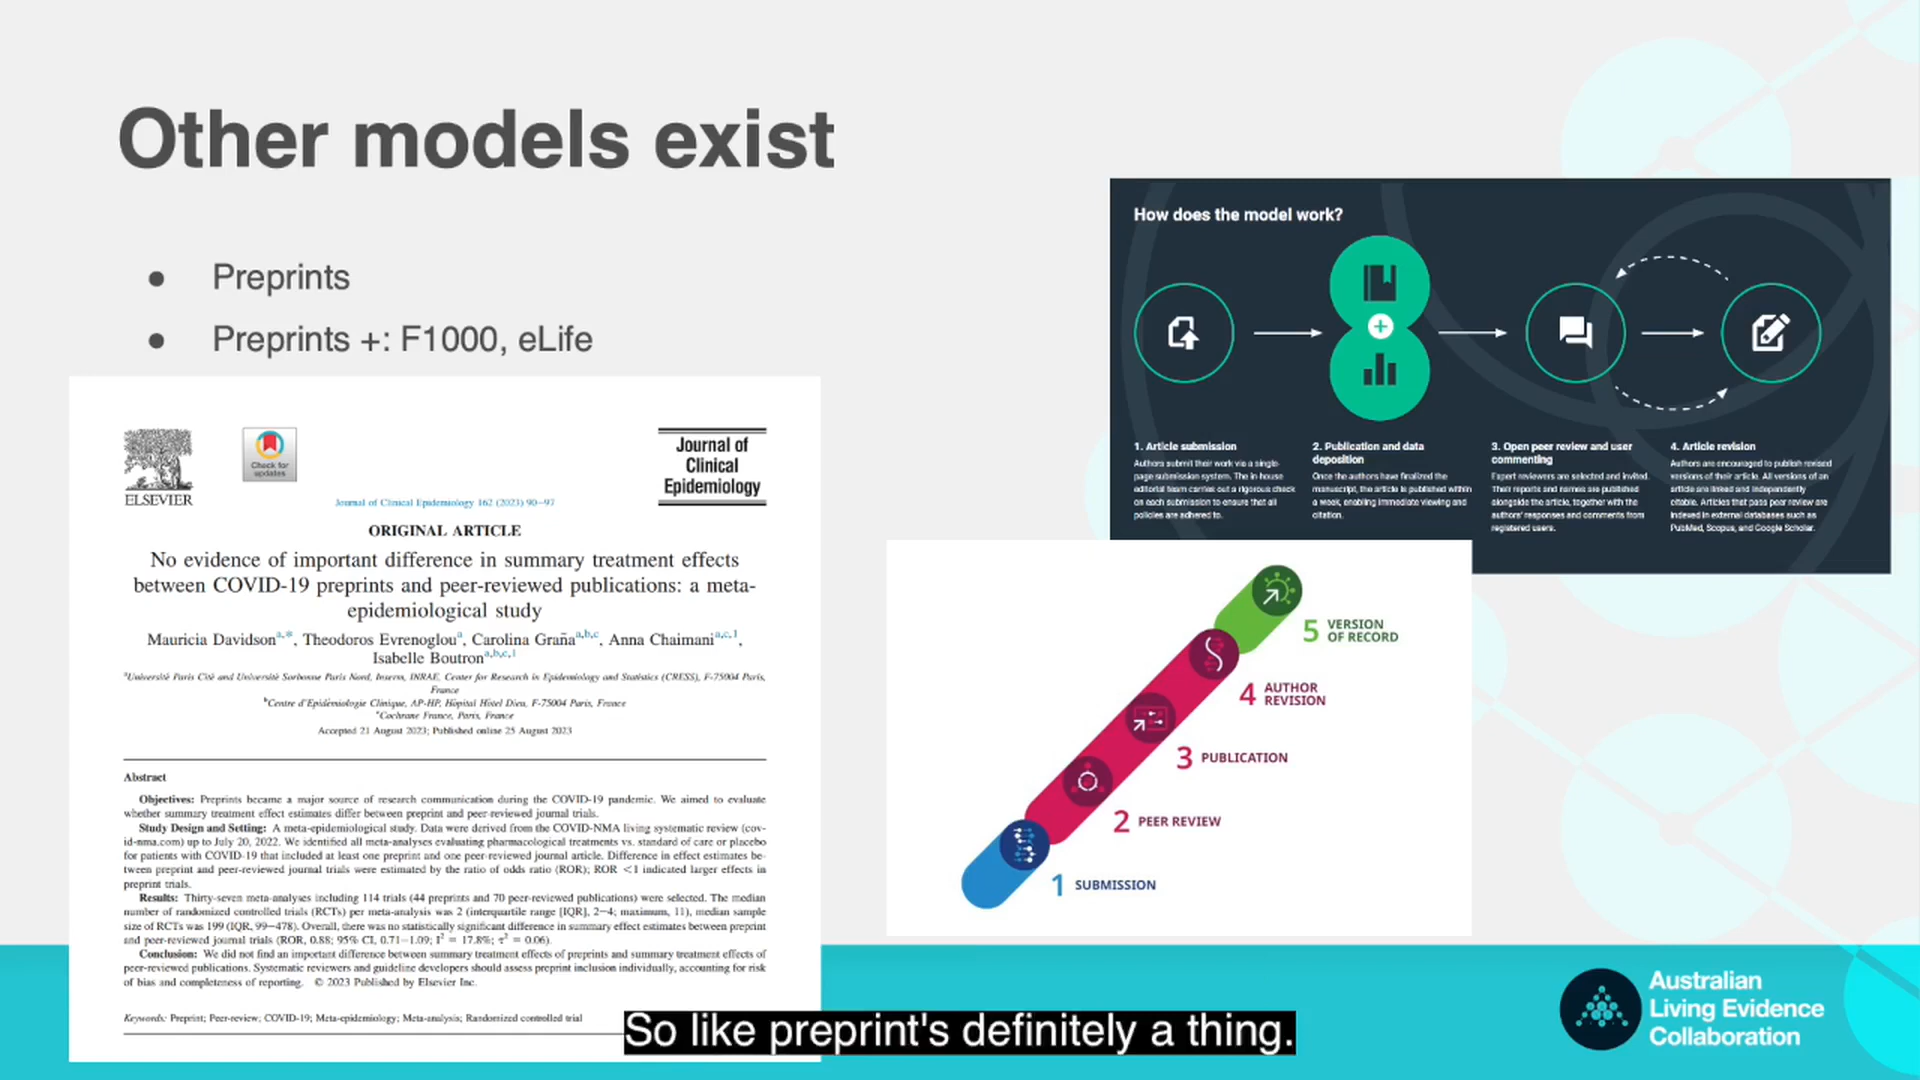 Other models exist
● Preprints
● Preprints +: F1000, eLife
ELSEVIER
Check for
updates
Journal of
Clinical
Epidemiology
Journal of Clinical Epidemiology 162 (2023) 90–97
ORIGINAL ARTICLE
No evidence of important difference in summary treatment effects
between COVID-19 preprints and peer-reviewed publications: a meta-
epidemiological study
Mauricia Davidsona,*, Theodoros Evrenogloua, Carolina Grañaa,b,c, Anna Chaimania,c,1,
Isabelle Boutrona,b,c,1
aUniversité Paris Cité and Université Sorbonne Paris Nord, Inserm, INRAE, Center for Research in Epidemiology and Statistics (CRESS), F-75004 Paris,
France
bCentre d'Epidémiologie Clinique, AP-HP, Hôpital Hôtel Dieu, F-75004 Paris, France
cCochrane France, Paris, France
Accepted 21 August 2023; Published online 25 August 2023
Abstract
Objectives: Preprints became a major source of research communication during the COVID-19 pandemic. We aimed to evaluate
whether summary treatment effect estimates differ between preprint and peer-reviewed journal trials.
Study Design and Setting: A meta-epidemiological study. Data were derived from the COVID-NMA living systematic review (cov-
id-nma.com) up to July 20, 2022. We identified all meta-analyses evaluating pharmacological treatments vs. standard of care or placebo
for patients with COVID-19 that included at least one preprint and one peer-reviewed journal article. Difference in effect estimates be-
tween preprint and peer-reviewed journal trials were estimated by the ratio of odds ratio (ROR); ROR <1 indicated larger effects in
preprint trials.
Results: Thirty-seven meta-analyses including 114 trials (44 preprints and 70 peer-reviewed publications) were selected. The median
number of randomized controlled trials (RCTs) per meta-analysis was 2 (interquartile range [IQR], 2–4; maximum, 11), median sample
size of RCTs was 199 (IQR, 99–478). Overall, there was no statistically significant difference in summary effect estimates between preprint
and peer-reviewed journal trials (ROR, 0.88; 95% CI, 0.71–1.09; I² = 17.8%; τ² = 0.06).
Conclusion: We did not find an important difference between summary treatment effects of preprints and summary treatment effects of
peer-reviewed publications. Systematic reviewers and guideline developers should assess preprint inclusion individually, accounting for risk
of bias and completeness of reporting. © 2023 Published by Elsevier Inc.
Keywords: Preprint; Peer-review; COVID-19; Meta-epidemiology; Meta-analysis; Randomized controlled trial
How does the model work?
1. Article submission
Authors submit their work via a single-
page submission system. The in-house
editorial team carries out a rigorous check
on each submission to ensure that all
policies are adhered to.
2. Publication and data
deposition
Once the authors have finalized the
manuscript, the article is published within
a week, enabling immediate viewing and
citation.
3. Open peer review and user
commenting
Expert reviewers are selected and invited.
Their reports and names are published
alongside the article, together with the
authors' responses and comments from
registered users.
4. Article revision
Authors are encouraged to publish revised
versions of their article. All versions of an
article are linked and independently
citable. Articles that pass peer review are
indexed in external databases such as
PubMed, Scopus, and Google Scholar.
5 VERSION
OF RECORD
4 AUTHOR
REVISION
3 PUBLICATION
2 PEER REVIEW
1 SUBMISSION
So like preprint's definitely a thing.
Australian
Living Evidence
Collaboration